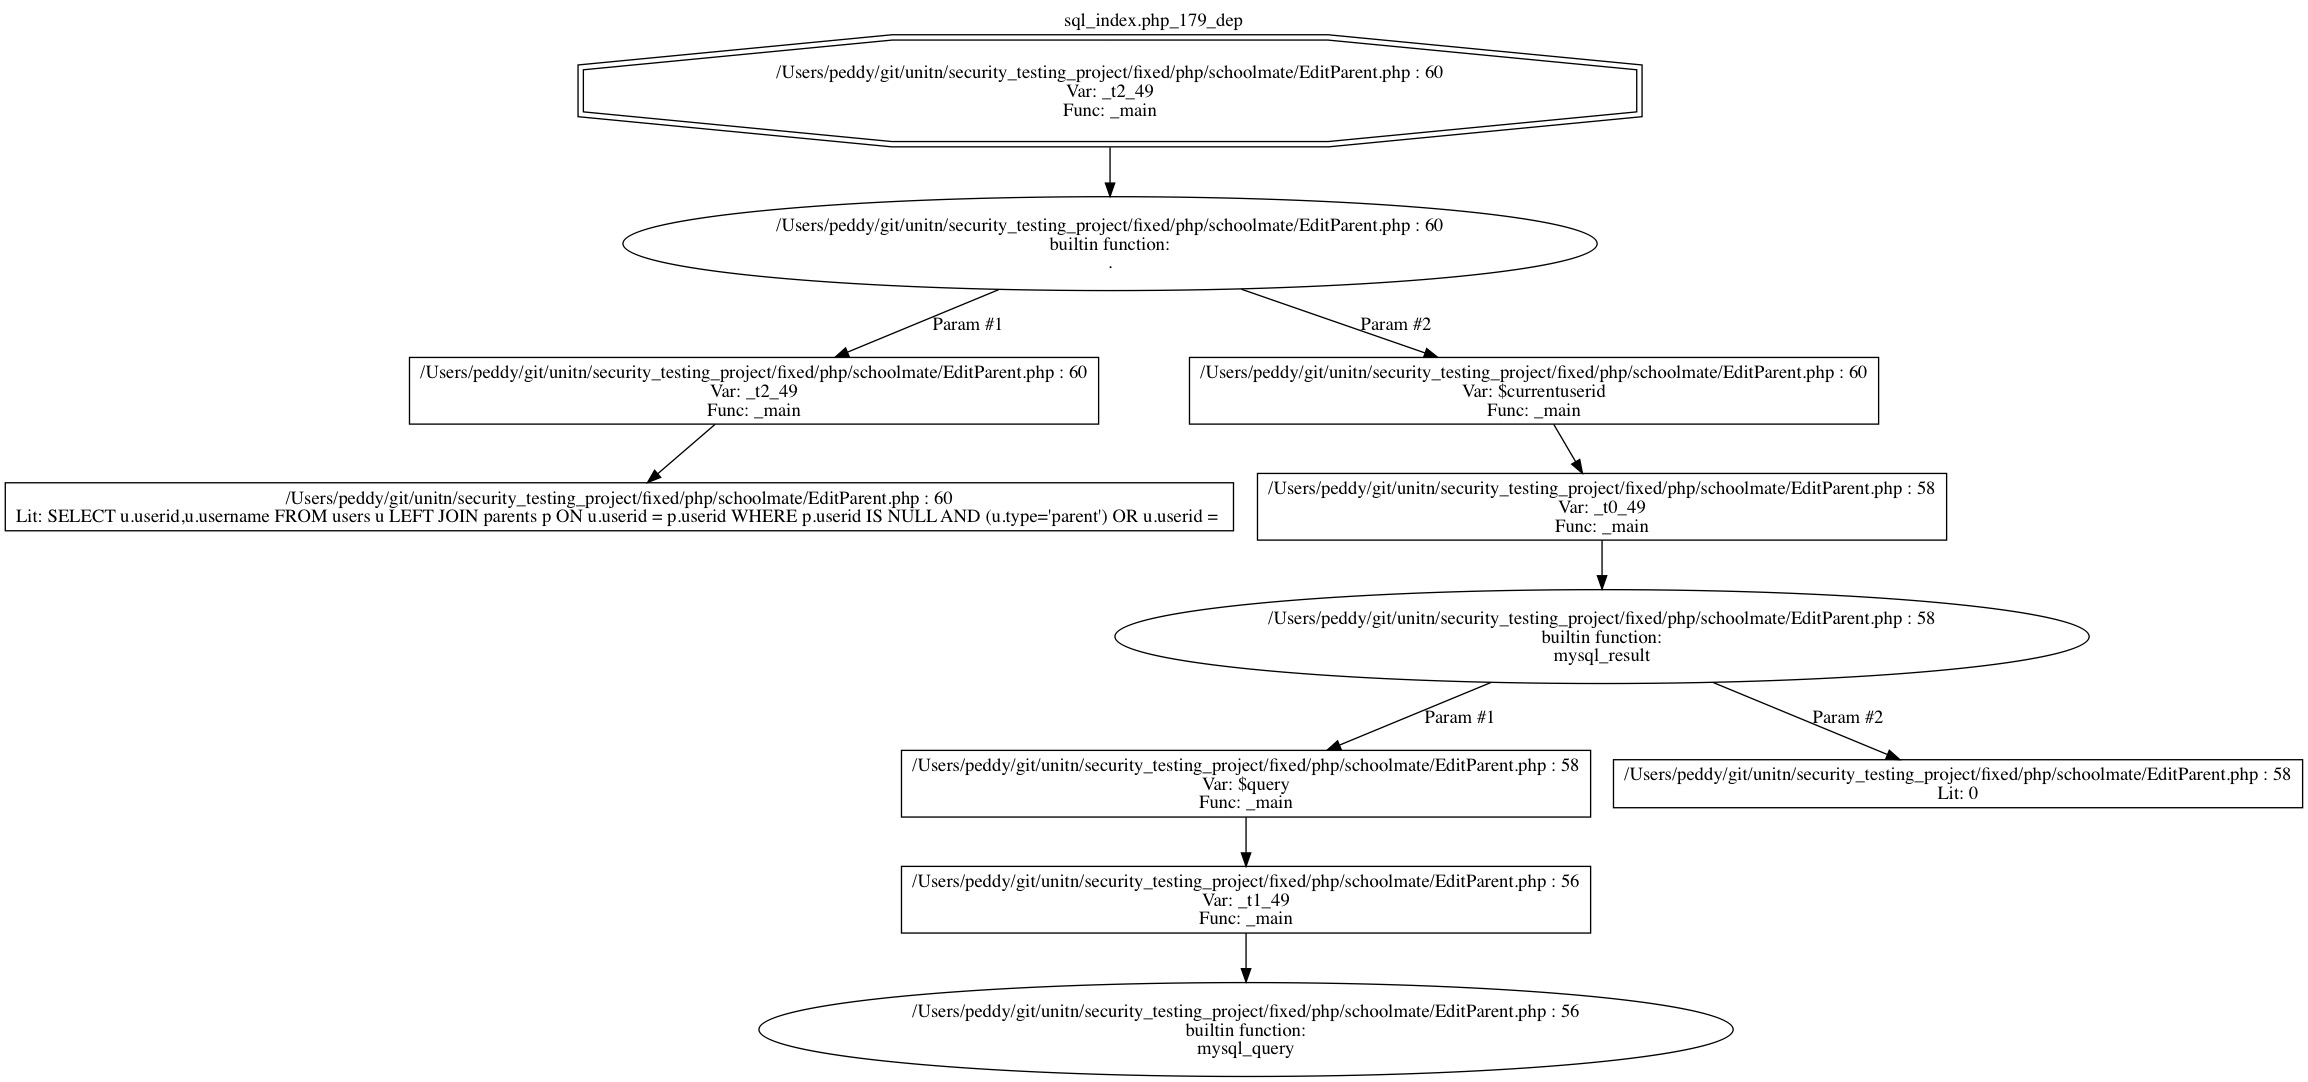 sql_index.php_179_dep
/Users/peddy/git/unitn/security_testing_project/fixed/php/schoolmate/EditParent.php : 60
Var: _t2_49
Func: _main
/Users/peddy/git/unitn/security_testing_project/fixed/php/schoolmate/EditParent.php : 60
builtin function:
.
Param #1
Param #2
/Users/peddy/git/unitn/security_testing_project/fixed/php/schoolmate/EditParent.php : 60
Var: _t2_49
Func: _main
/Users/peddy/git/unitn/security_testing_project/fixed/php/schoolmate/EditParent.php : 60
Var: $currentuserid
Func: _main
/Users/peddy/git/unitn/security_testing_project/fixed/php/schoolmate/EditParent.php : 60
Lit: SELECT u.userid,u.username FROM users u LEFT JOIN parents p ON u.userid = p.userid WHERE p.userid IS NULL AND (u.type='parent') OR u.userid =
/Users/peddy/git/unitn/security_testing_project/fixed/php/schoolmate/EditParent.php : 58
Var: _t0_49
Func: _main
/Users/peddy/git/unitn/security_testing_project/fixed/php/schoolmate/EditParent.php : 58
builtin function:
mysql_result
Param #1
Param #2
/Users/peddy/git/unitn/security_testing_project/fixed/php/schoolmate/EditParent.php : 58
Var: $query
Func: _main
/Users/peddy/git/unitn/security_testing_project/fixed/php/schoolmate/EditParent.php : 58
Lit: 0
/Users/peddy/git/unitn/security_testing_project/fixed/php/schoolmate/EditParent.php : 56
Var: _t1_49
Func: _main
/Users/peddy/git/unitn/security_testing_project/fixed/php/schoolmate/EditParent.php : 56
builtin function:
mysql_query